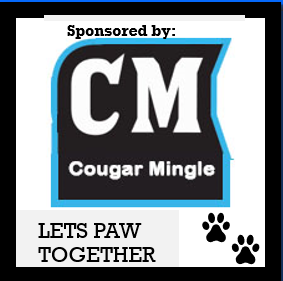 Sponsored by:
CM
Cougar Mingle
LETS PAW
TOGETHER